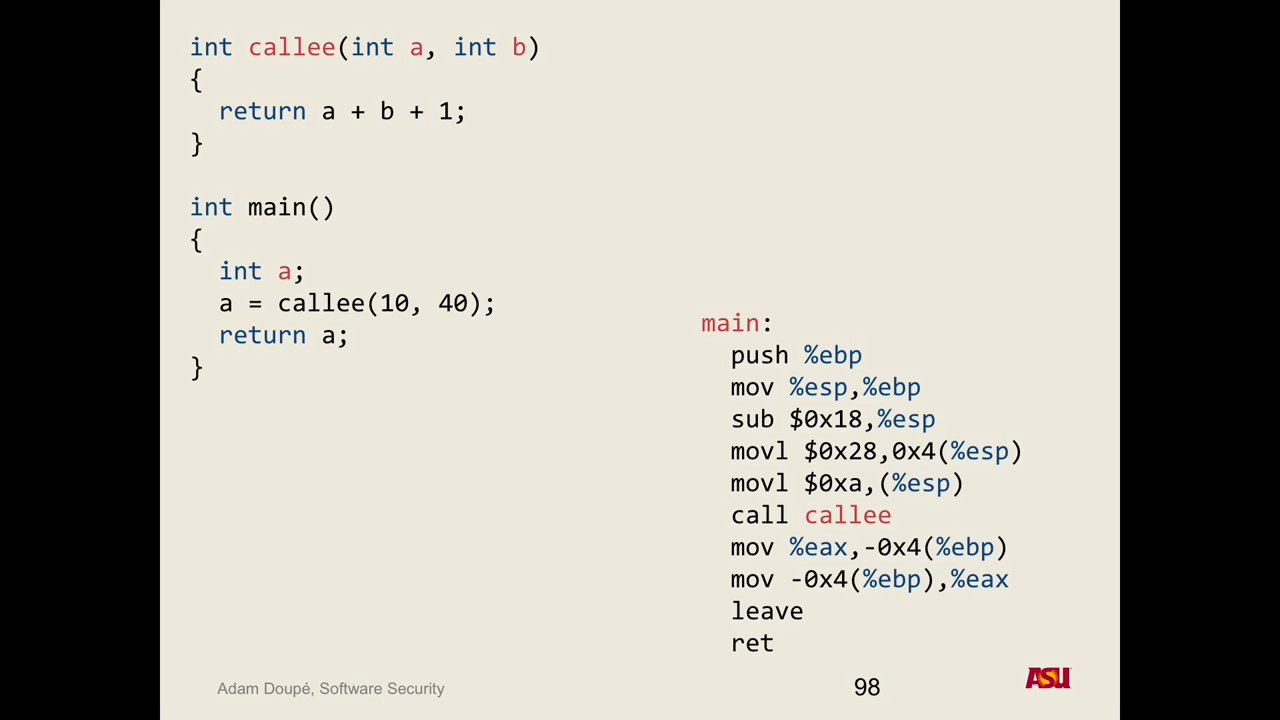 int callee(int a, int b)
{
  return a + b + 1;
}
int main()
{
  int a;
  a = callee(10, 40);
  return a;
}
main:
  push %ebp
  mov %esp,%ebp
  sub $0x18,%esp
  movl $0x28,0x4(%esp)
  movl $0xa,(%esp)
  call callee
  mov %eax,-0x4(%ebp)
  mov -0x4(%ebp),%eax
  leave
  ret
Adam Doupé, Software Security
98
ASU